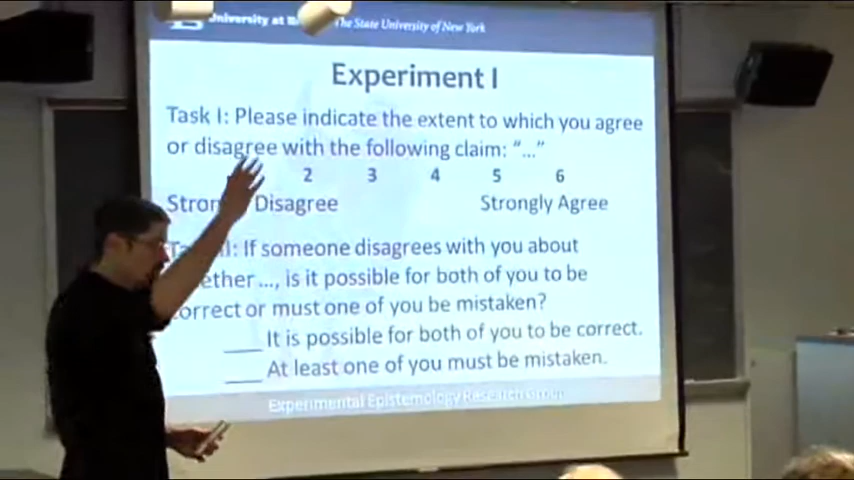 University at The State University of New York
Experiment I
Task I: Please indicate the extent to which you agree
or disagree with the following claim: “...”
2 3 4 5 6
Disagree Strongly Agree
If someone disagrees with you about
..., is it possible for both of you to be
correct or must one of you be mistaken?
___ It is possible for both of you to be correct.
___ At least one of you must be mistaken.
Experimental Epistemology Research Group